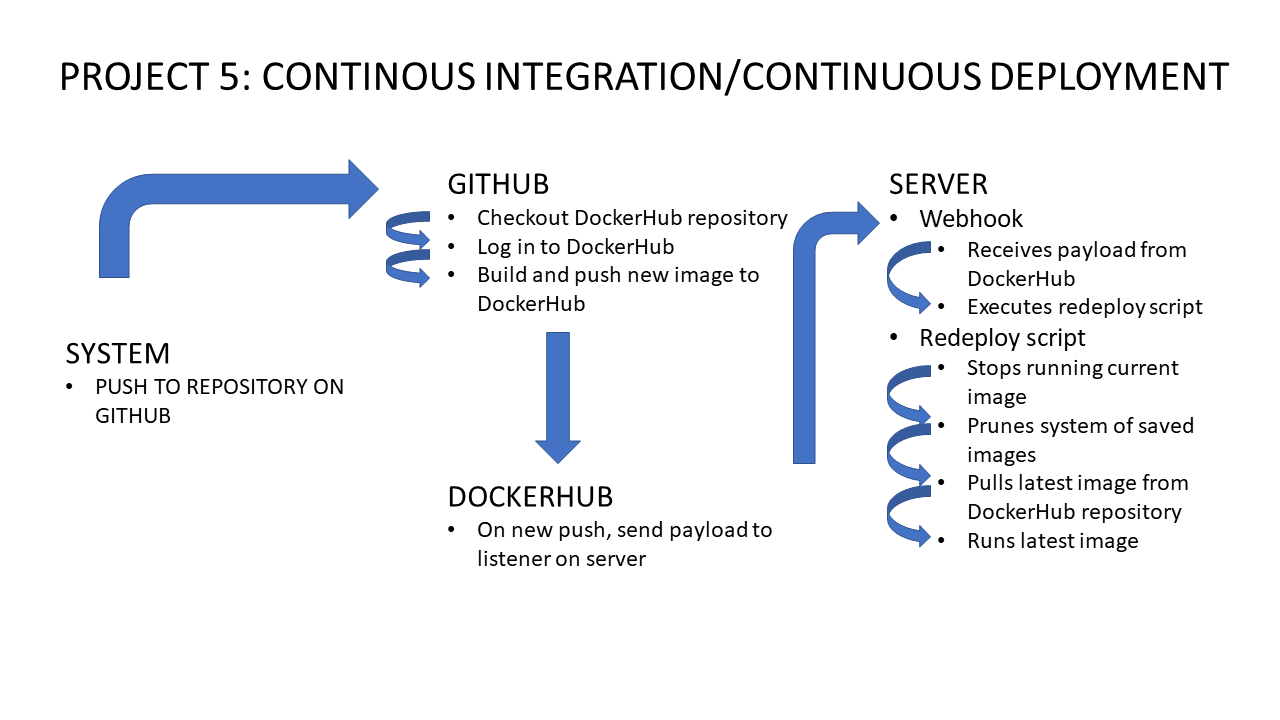 PROJECT 5: CONTINOUS INTEGRATION/CONTINUOUS DEPLOYMENT
SYSTEM
• PUSH TO REPOSITORY ON
GITHUB
GITHUB
• Checkout DockerHub repository
• Log in to DockerHub
• Build and push new image to
DockerHub
DOCKERHUB
• On new push, send payload to
listener on server
SERVER
• Webhook
• Receives payload from
DockerHub
• Executes redeploy script
• Redeploy script
• Stops running current
image
• Prunes system of saved
images
• Pulls latest image from
DockerHub repository
• Runs latest image